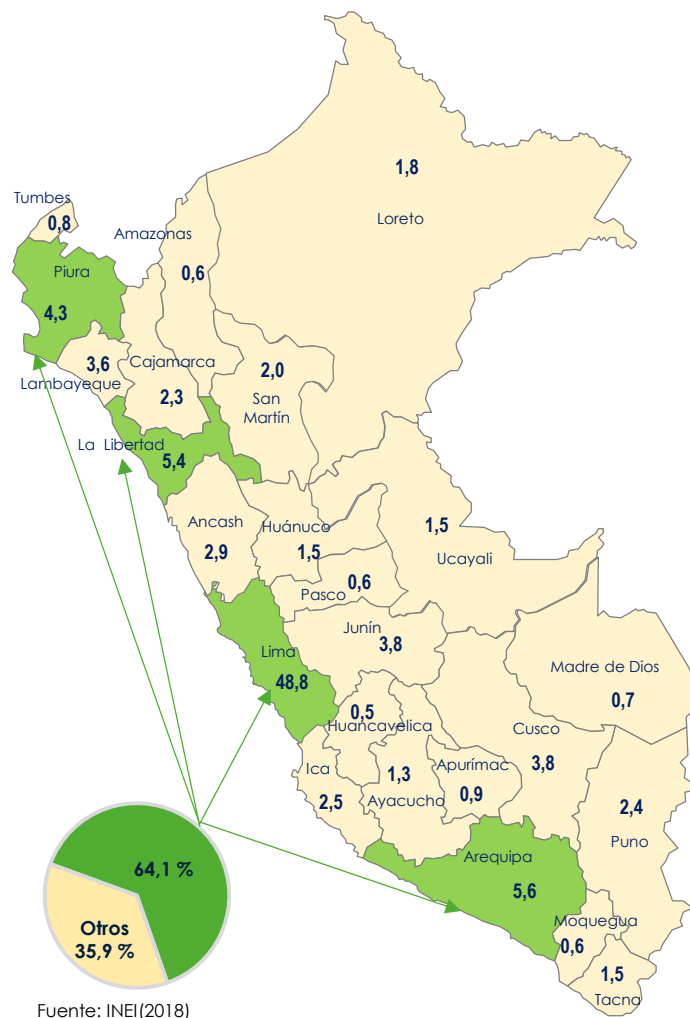 1,8
Loreto
Tumbes
0,8
Amazonas
0,6
Piura
4,3
3,6
Lambayeque
Cajamarca
2,3
2,0
San
Martín
La Libertad
5,4
Ancash
2,9
Huánuco
1,5
1,5
Ucayali
0,6
Pasco
Junín
3,8
Lima
48,8
Madre de Dios
0,7
0,5
Huancavelica
Cusco
3,8
Ica
2,5
1,3
Ayacucho
Apurímac
0,9
2,4
Puno
Arequipa
5,6
Moquegua
0,6
1,5
Tacna
64,1 %
Otros
35,9 %
Fuente: INEI(2018)